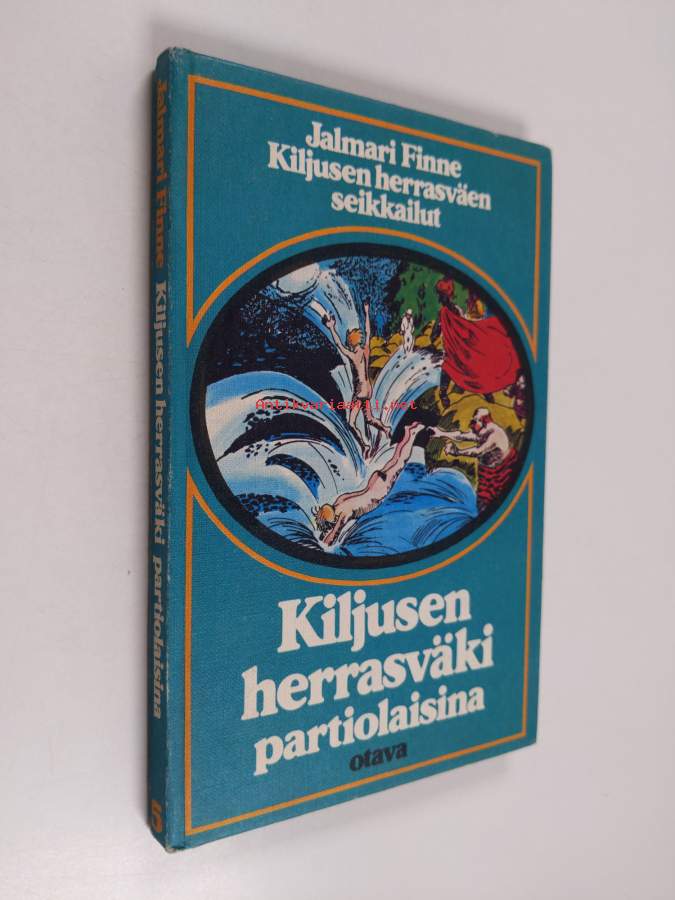 Jalmari Finne
Kiljusen herrasväen
seikkailut
Antikvariaatti.net
Kiljusen
herrasväki
partiolaisina
otava
Jalmari Finne Kiljusen herrasväki partiolaisina 5